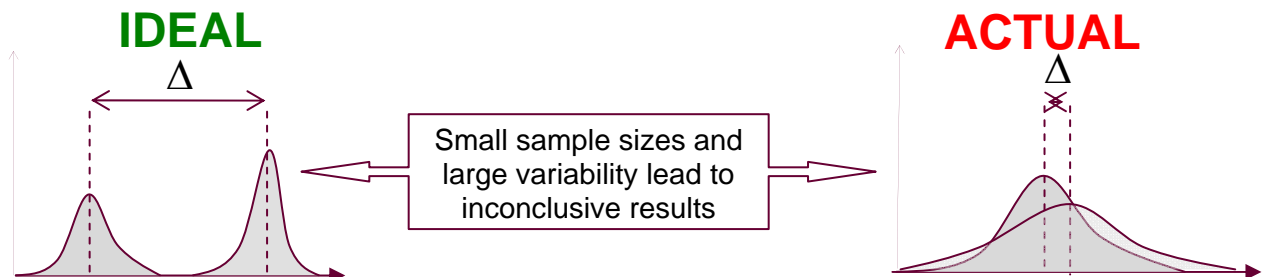 IDEAL
Δ
Small sample sizes and
large variability lead to
inconclusive results
ACTUAL
Δ